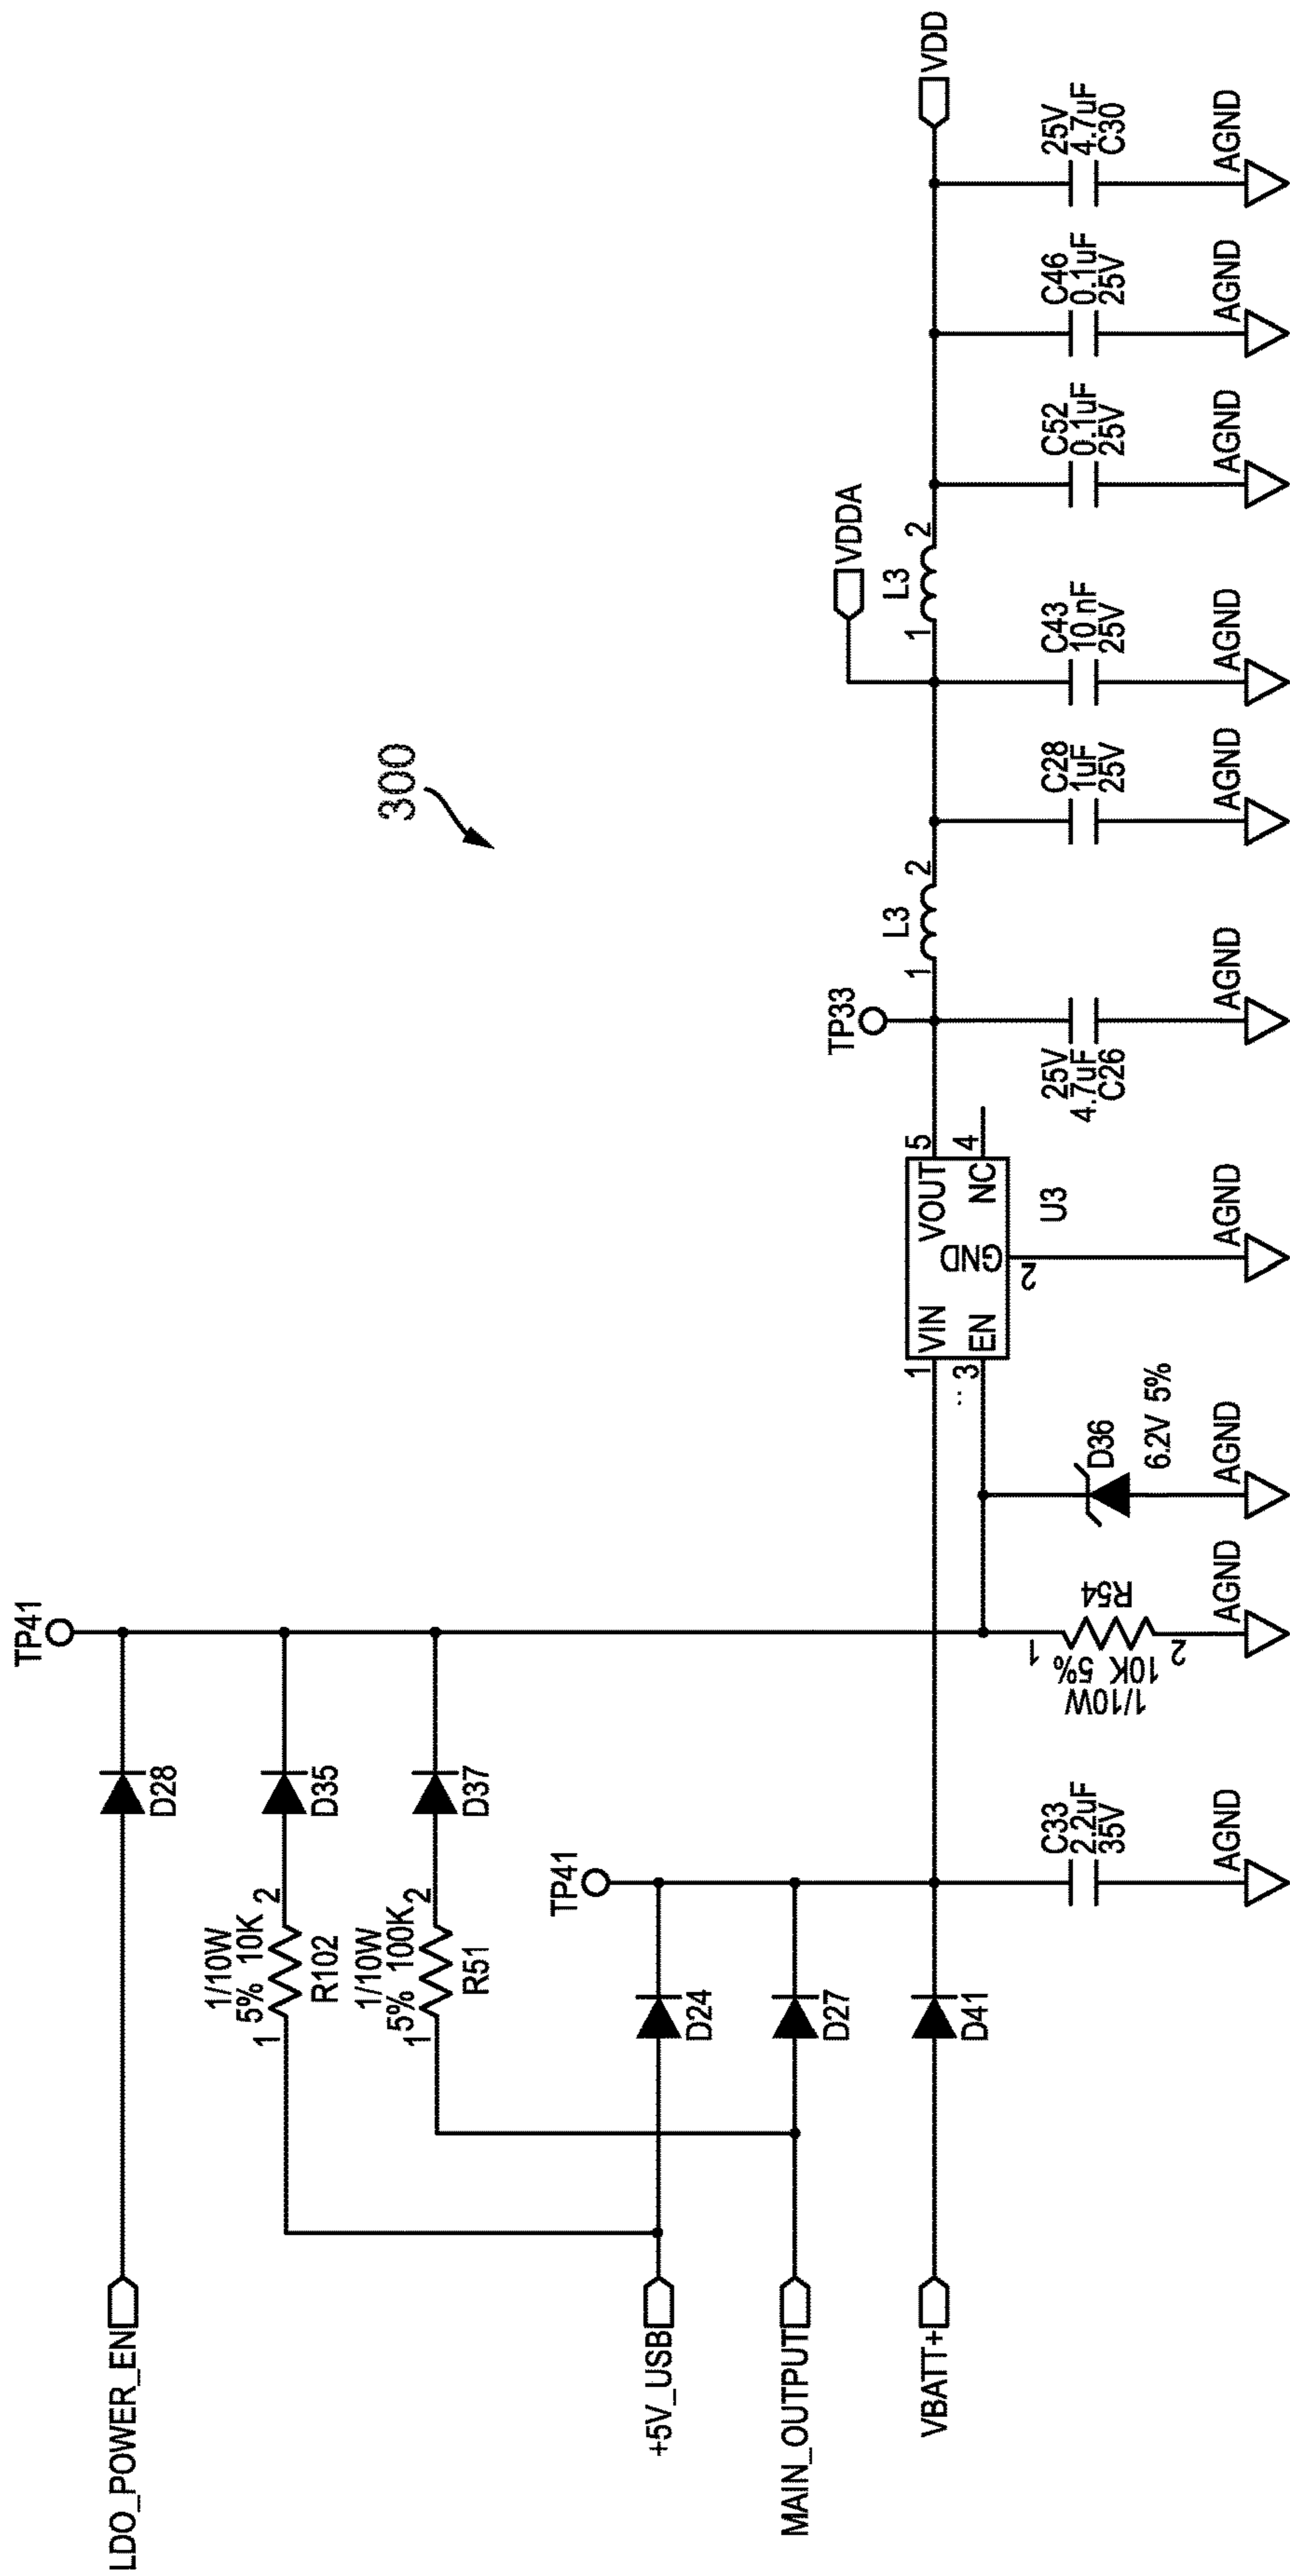 300
LDO_POWER_EN
D28
TP41
1/10W
5% 10K
1
2
R102
D35
1/10W
5% 100K
1
2
R51
D37
+5V_USB
D24
TP41
MAIN_OUTPUT
D27
VBATT+
D41
C33
2.2uF
35V
AGND
1
R54
10K 5%
1/10W
2
AGND
D36
6.2V 5%
AGND
1
VIN
VOUT
5
.. 3
EN
NC
4
GND
2
U3
AGND
TP33
25V
4.7uF
C26
AGND
L3
1
2
C28
1uF
25V
AGND
VDDA
C43
10 nF
25V
AGND
L3
1
2
C52
0.1uF
25V
AGND
C46
0.1uF
25V
AGND
25V
4.7uF
C30
AGND
VDD